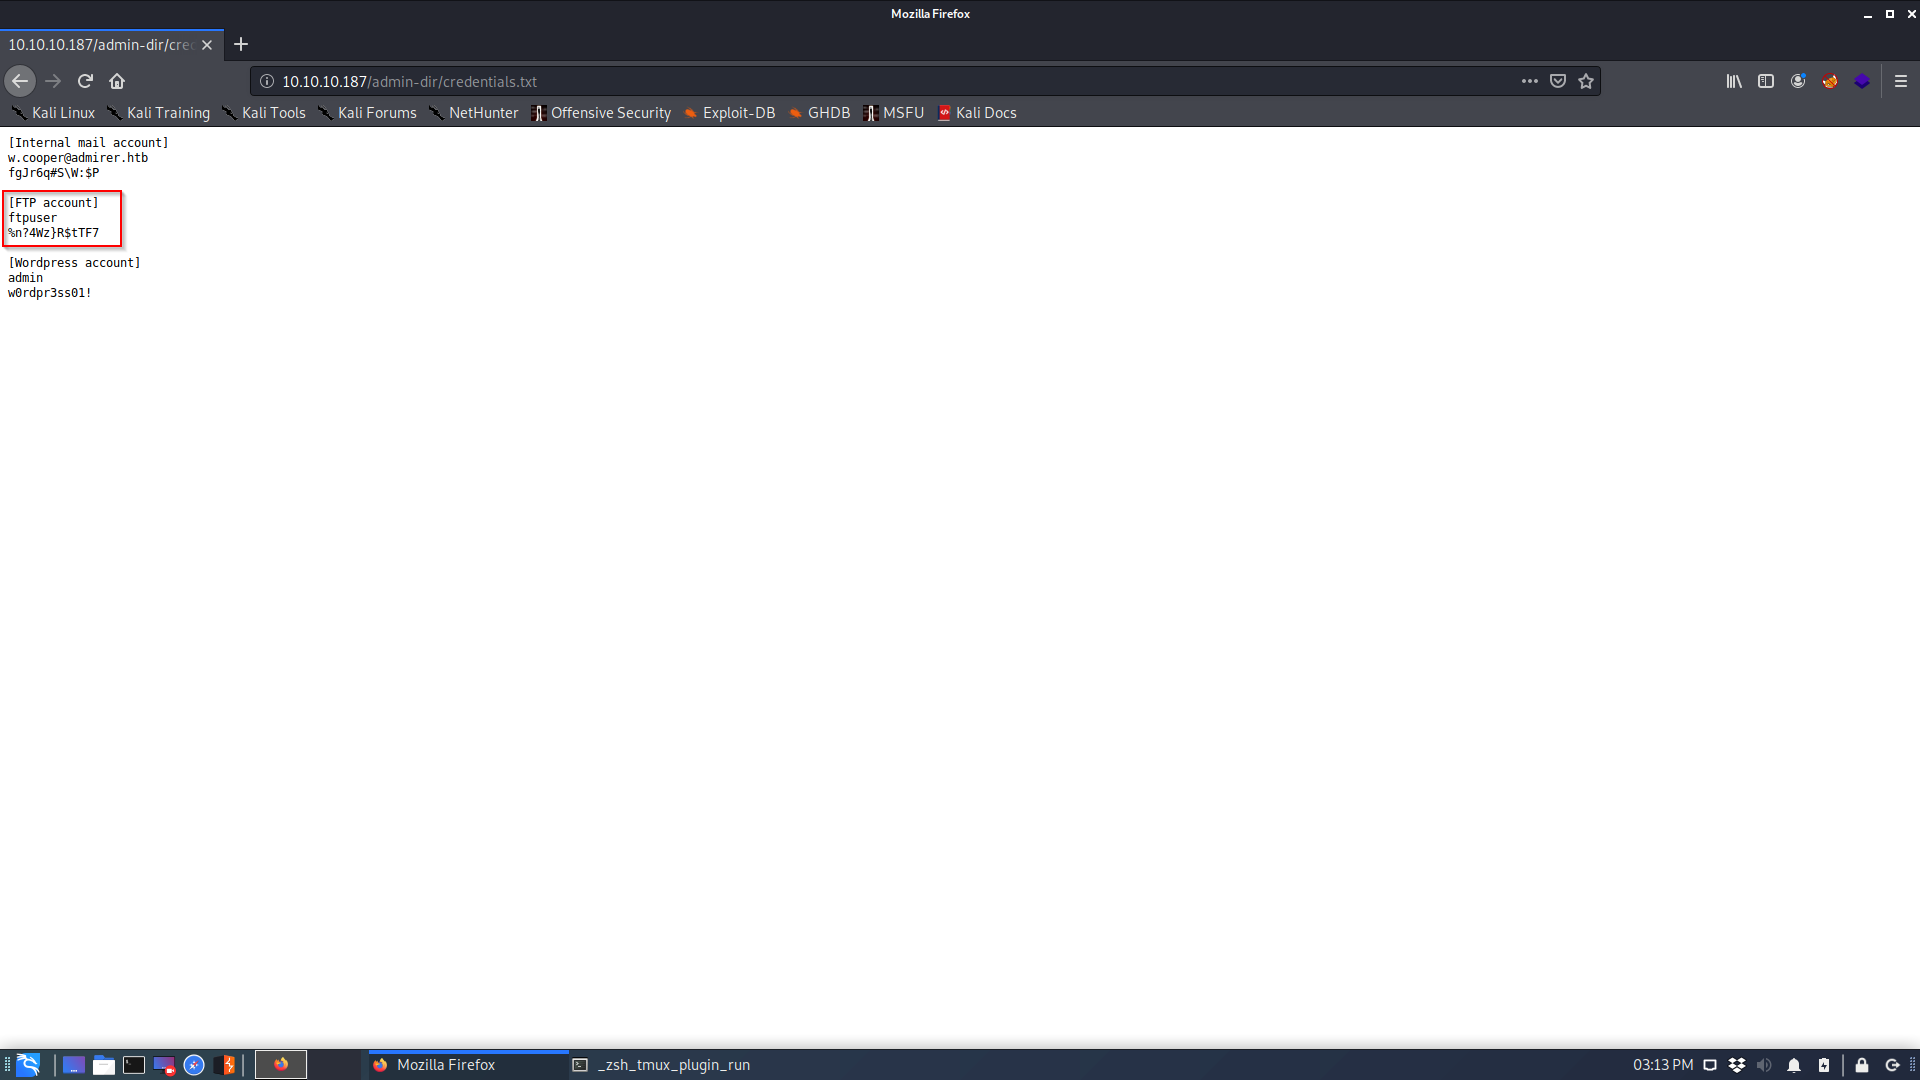 Mozilla Firefox
10.10.10.187/admin-dir/cre
10.10.10.187/admin-dir/credentials.txt
Kali Linux Kali Training Kali Tools Kali Forums NetHunter Offensive Security Exploit-DB GHDB MSFU Kali Docs
[Internal mail account]
w.cooper@admirer.htb
fgJr6q#S\W:$P
[FTP account]
ftpuser
%n?4Wz}R$tTF7
[Wordpress account]
admin
w0rdpr3ss01!
Mozilla Firefox _zsh_tmux_plugin_run 03:13 PM